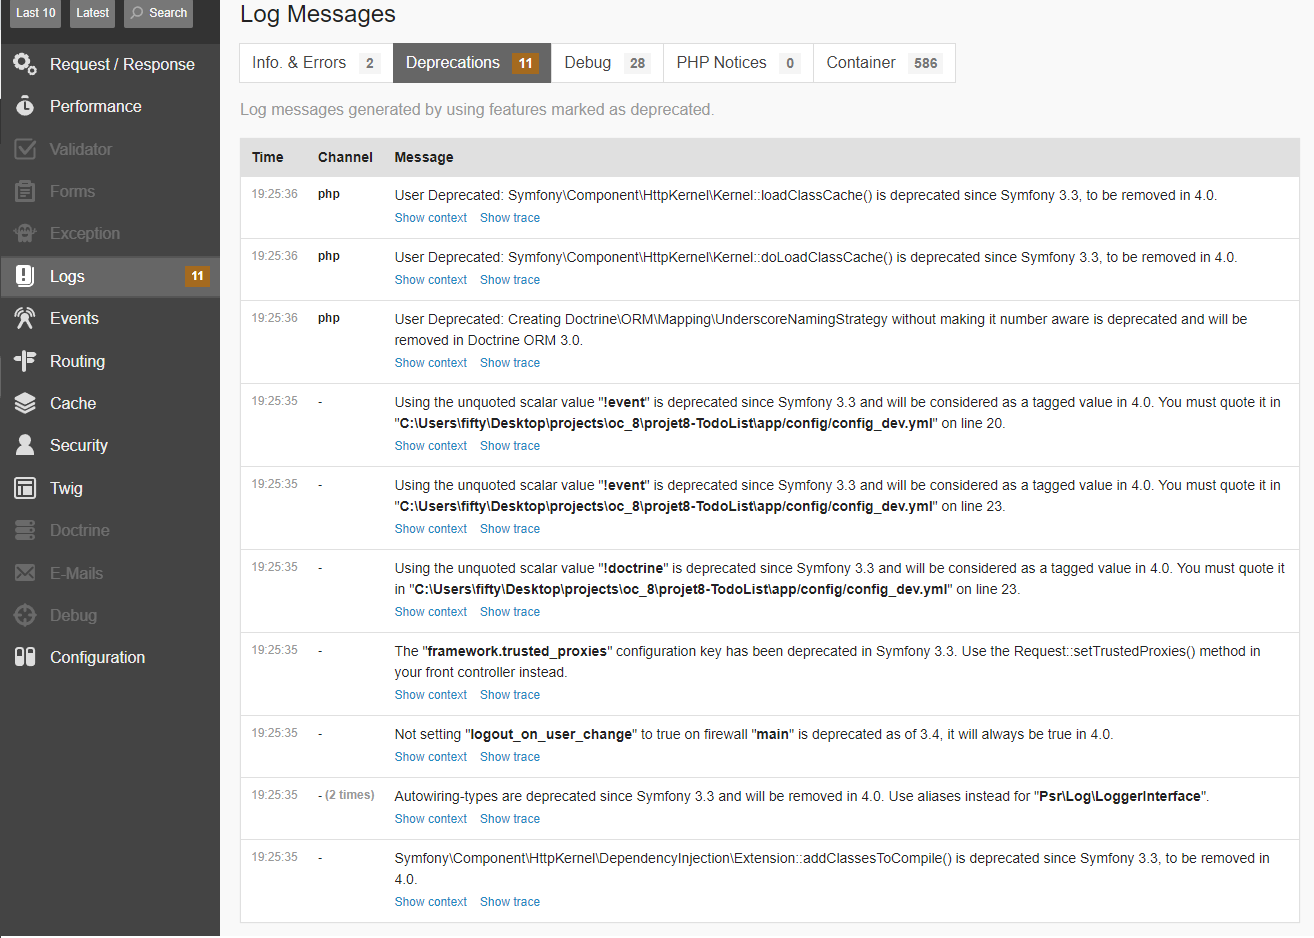 Last 10 Latest Search
Request / Response
Performance
Validator
Forms
Exception
Logs 11
Events
Routing
Cache
Security
Twig
Doctrine
E-Mails
Debug
Configuration
Log Messages
Info. & Errors 2 Deprecations 11 Debug 28 PHP Notices 0 Container 586
Log messages generated by using features marked as deprecated.
Time Channel Message
19:25:36 php User Deprecated: Symfony\Component\HttpKernel\Kernel::loadClassCache() is deprecated since Symfony 3.3, to be removed in 4.0.
Show context Show trace
19:25:36 php User Deprecated: Symfony\Component\HttpKernel\Kernel::doLoadClassCache() is deprecated since Symfony 3.3, to be removed in 4.0.
Show context Show trace
19:25:36 php User Deprecated: Creating Doctrine\ORM\Mapping\UnderscoreNamingStrategy without making it number aware is deprecated and will be
removed in Doctrine ORM 3.0.
Show context Show trace
19:25:35 - Using the unquoted scalar value "!event" is deprecated since Symfony 3.3 and will be considered as a tagged value in 4.0. You must quote it in
"C:\Users\fifty\Desktop\projects\oc_8\projet8-TodoList\app/config/config_dev.yml" on line 20.
Show context Show trace
19:25:35 - Using the unquoted scalar value "!event" is deprecated since Symfony 3.3 and will be considered as a tagged value in 4.0. You must quote it in
"C:\Users\fifty\Desktop\projects\oc_8\projet8-TodoList\app/config/config_dev.yml" on line 23.
Show context Show trace
19:25:35 - Using the unquoted scalar value "!doctrine" is deprecated since Symfony 3.3 and will be considered as a tagged value in 4.0. You must quote it
in "C:\Users\fifty\Desktop\projects\oc_8\projet8-TodoList\app/config/config_dev.yml" on line 23.
Show context Show trace
19:25:35 - The "framework.trusted_proxies" configuration key has been deprecated in Symfony 3.3. Use the Request::setTrustedProxies() method in
your front controller instead.
Show context Show trace
19:25:35 - Not setting "logout_on_user_change" to true on firewall "main" is deprecated as of 3.4, it will always be true in 4.0.
Show context Show trace
19:25:35 - (2 times) Autowiring-types are deprecated since Symfony 3.3 and will be removed in 4.0. Use aliases instead for "Psr\Log\LoggerInterface".
Show context Show trace
19:25:35 - Symfony\Component\HttpKernel\DependencyInjection\Extension::addClassesToCompile() is deprecated since Symfony 3.3, to be removed in
4.0.
Show context Show trace